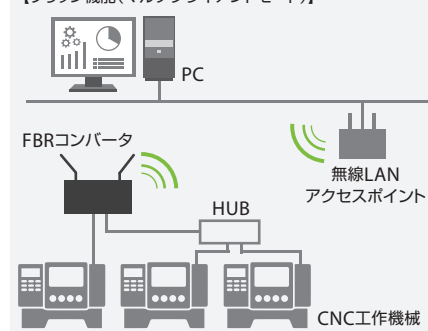 【ブリッジ機能（マルチクライアントモード）】
PC
FBRコンバータ
無線LAN
アクセスポイント
HUB
CNC工作機械